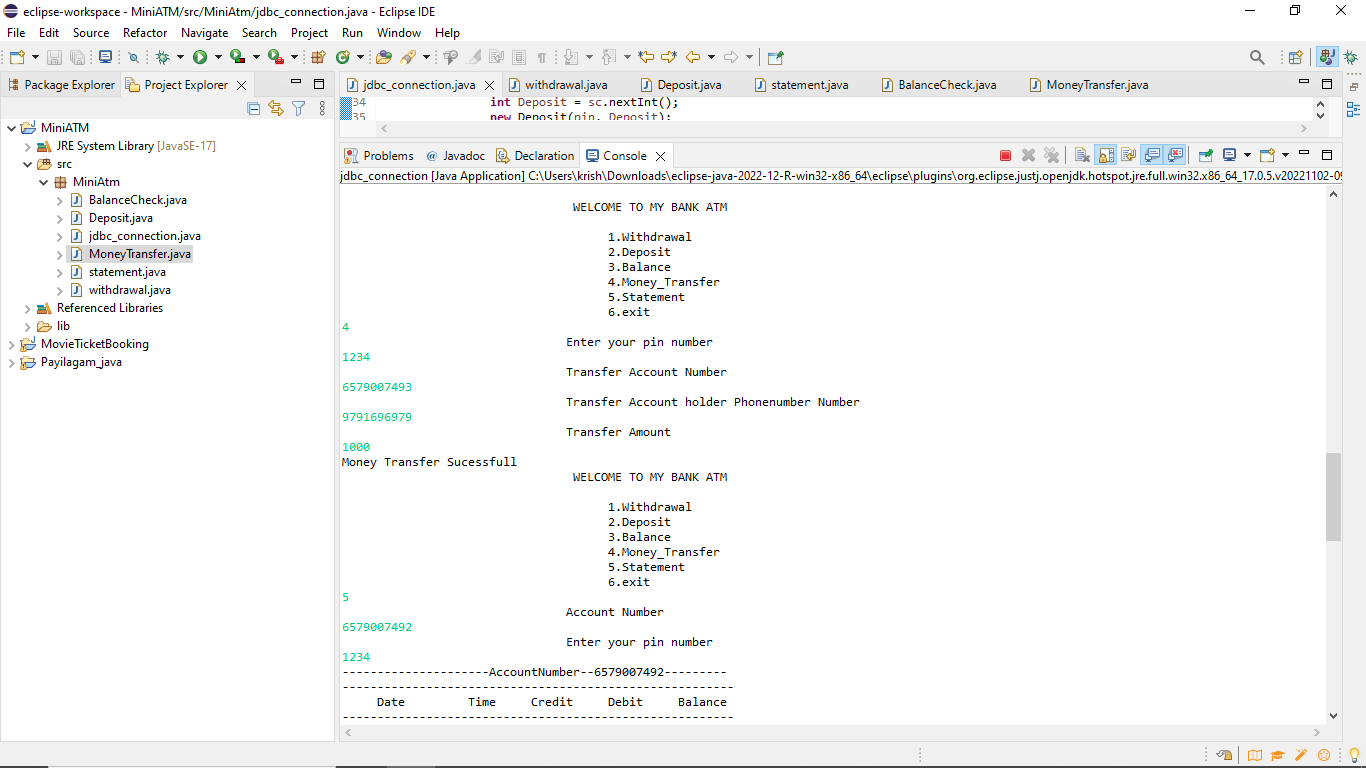 eclipse-workspace - MiniATM/src/MiniAtm/jdbc_connection.java - Eclipse IDE
File Edit Source Refactor Navigate Search Project Run Window Help
Package Explorer Project Explorer
MiniATM
JRE System Library [JavaSE-17]
src
MiniAtm
BalanceCheck.java
Deposit.java
jdbc_connection.java
MoneyTransfer.java
statement.java
withdrawal.java
Referenced Libraries
lib
MovieTicketBooking
Payilagam_java
jdbc_connection.java withdrawal.java Deposit.java statement.java BalanceCheck.java MoneyTransfer.java
34 int Deposit = sc.nextInt();
35 new Deposit(pin, Deposit);
Problems @ Javadoc Declaration Console
jdbc_connection [Java Application] C:\Users\krish\Downloads\eclipse-java-2022-12-R-win32-x86_64\eclipse\plugins\org.eclipse.justj.openjdk.hotspot.jre.full.win32.x86_64_17.0.5.v20221102-09
WELCOME TO MY BANK ATM
1.Withdrawal
2.Deposit
3.Balance
4.Money_Transfer
5.Statement
6.exit
4
Enter your pin number
1234
Transfer Account Number
6579007493
Transfer Account holder Phonenumber Number
9791696979
Transfer Amount
1000
Money Transfer Sucessfull
WELCOME TO MY BANK ATM
1.Withdrawal
2.Deposit
3.Balance
4.Money_Transfer
5.Statement
6.exit
5
Account Number
6579007492
Enter your pin number
1234
---------------------AccountNumber--6579007492---------
--------------------------------------------------------
Date Time Credit Debit Balance
--------------------------------------------------------